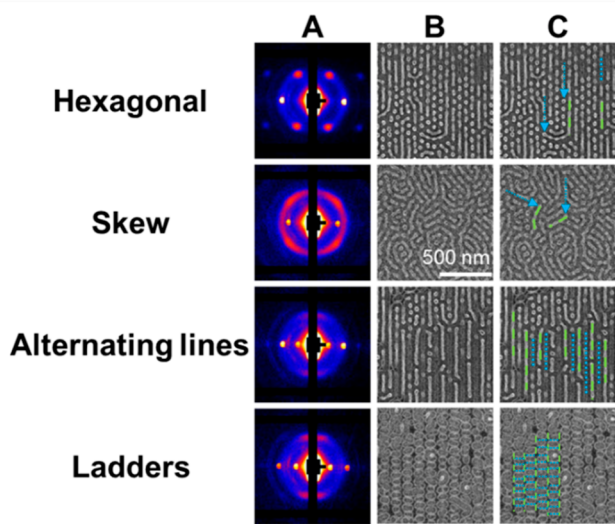 A B C
Hexagonal
Skew
500 nm
Alternating lines
Ladders